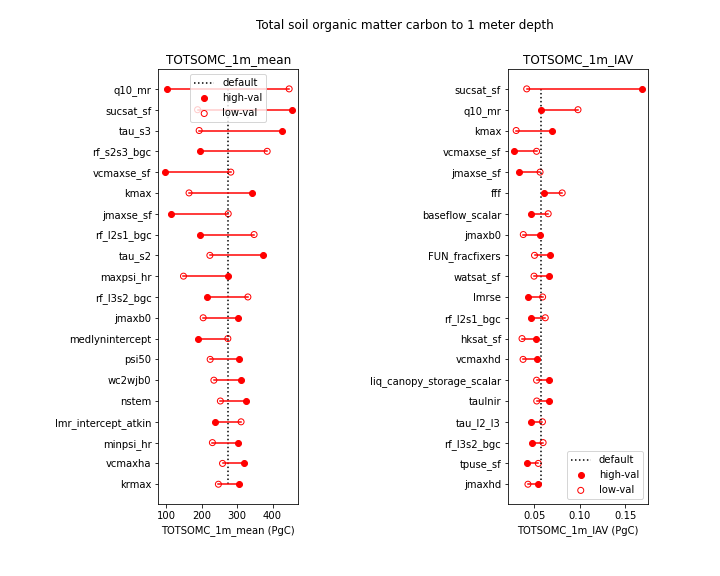 Total soil organic matter carbon to 1 meter depth
TOTSOMC_1m_mean
default
high-val
low-val
q10_mr
sucsat_sf
tau_s3
rf_s2s3_bgc
vcmaxse_sf
kmax
jmaxse_sf
rf_l2s1_bgc
tau_s2
maxpsi_hr
rf_l3s2_bgc
jmaxb0
medlynintercept
psi50
wc2wjb0
nstem
lmr_intercept_atkin
minpsi_hr
vcmaxha
krmax
100 200 300 400
TOTSOMC_1m_mean (PgC)
TOTSOMC_1m_IAV
sucsat_sf
q10_mr
kmax
vcmaxse_sf
jmaxse_sf
fff
baseflow_scalar
jmaxb0
FUN_fracfixers
watsat_sf
lmrse
rf_l2s1_bgc
hksat_sf
vcmaxhd
liq_canopy_storage_scalar
taulnir
tau_l2_l3
rf_l3s2_bgc
tpuse_sf
jmaxhd
default
high-val
low-val
0.05 0.10 0.15
TOTSOMC_1m_IAV (PgC)